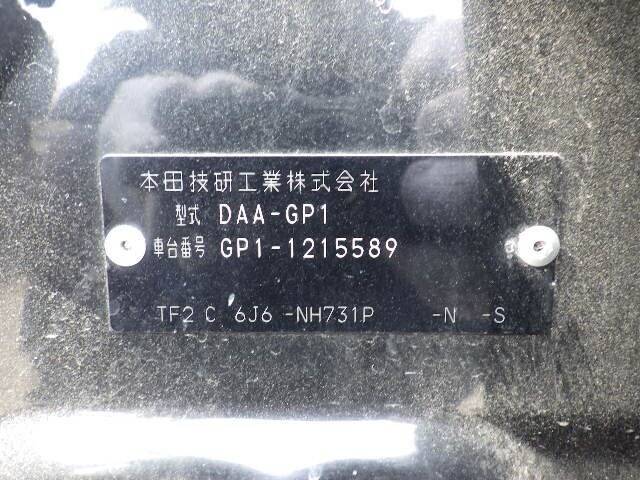 本田技研工業株式会社
型式 DAA-GP1
車台番号 GP1-1215589
TF2 C 6J6 -NH731P -N -S